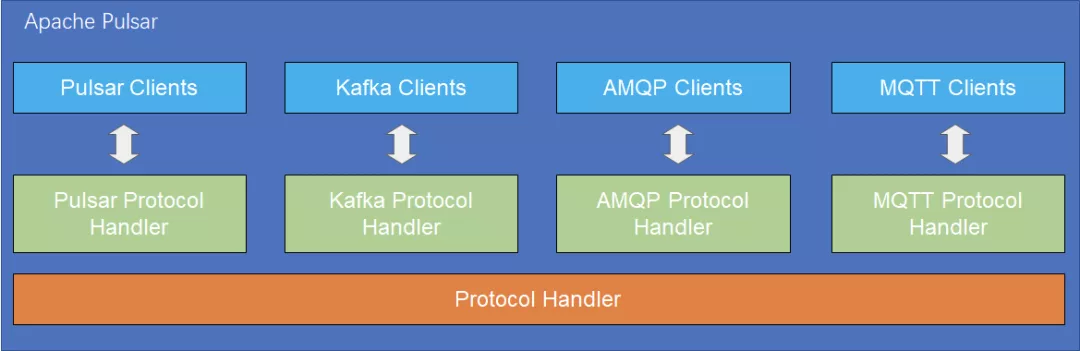 Apache Pulsar
Pulsar Clients
Kafka Clients
AMQP Clients
MQTT Clients
Pulsar Protocol
Handler
Kafka Protocol
Handler
AMQP Protocol
Handler
MQTT Protocol
Handler
Protocol Handler